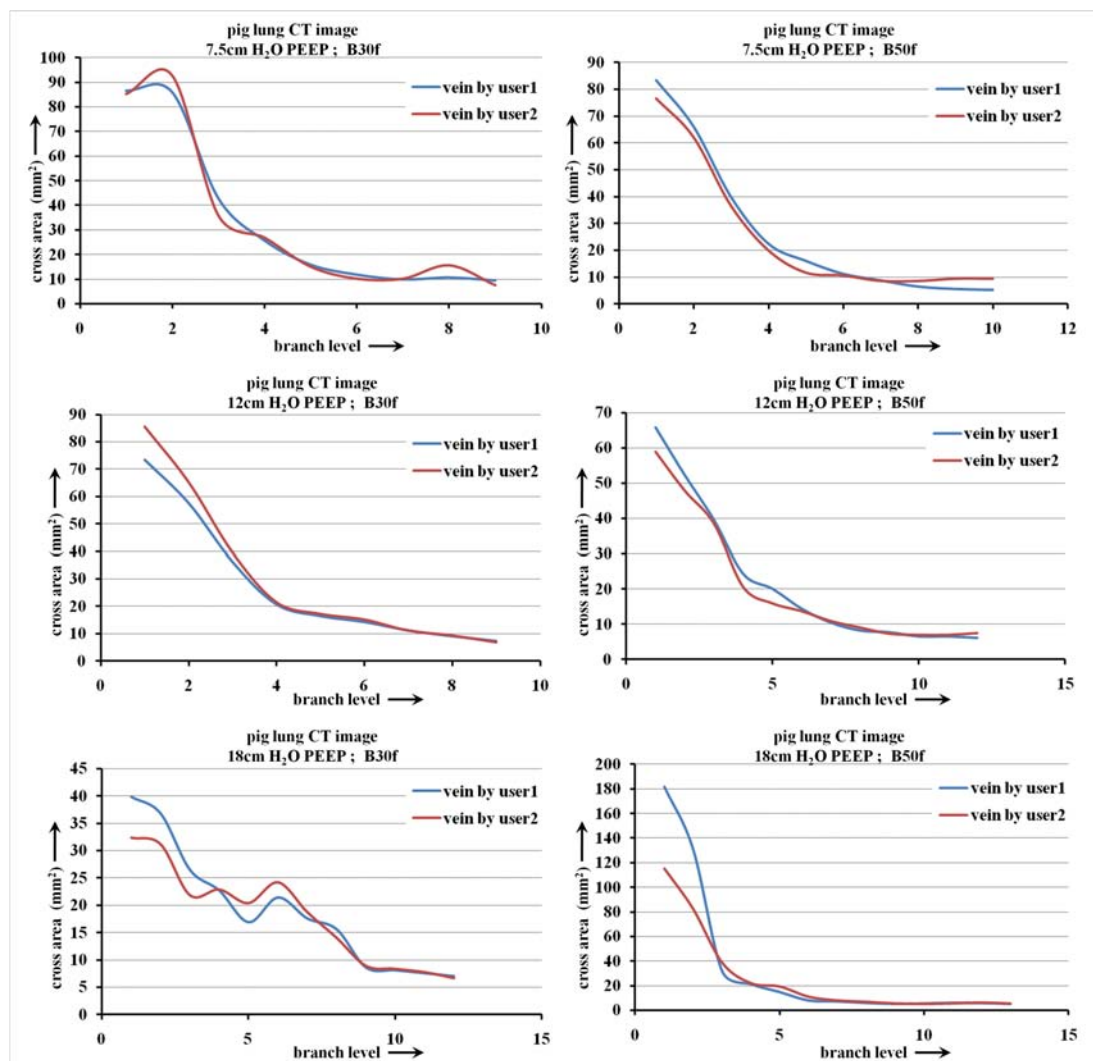 pig lung CT image
7.5cm H₂O PEEP ; B30f
100
90
80
70
60
50
40
30
20
10
0
cross area (mm²)
vein by user1
vein by user2
0 2 4 6 8 10
branch level
pig lung CT image
7.5cm H₂O PEEP ; B50f
90
80
70
60
50
40
30
20
10
0
cross area (mm²)
vein by user1
vein by user2
0 2 4 6 8 10 12
branch level
pig lung CT image
12cm H₂O PEEP ; B30f
90
80
70
60
50
40
30
20
10
0
cross area (mm²)
vein by user1
vein by user2
0 2 4 6 8 10
branch level
pig lung CT image
12cm H₂O PEEP ; B50f
70
60
50
40
30
20
10
0
cross area (mm²)
vein by user1
vein by user2
0 5 10 15
branch level
pig lung CT image
18cm H₂O PEEP ; B30f
45
40
35
30
25
20
15
10
5
0
cross area (mm²)
vein by user1
vein by user2
0 5 10 15
branch level
pig lung CT image
18cm H₂O PEEP ; B50f
200
180
160
140
120
100
80
60
40
20
0
cross area (mm²)
vein by user1
vein by user2
0 5 10 15
branch level